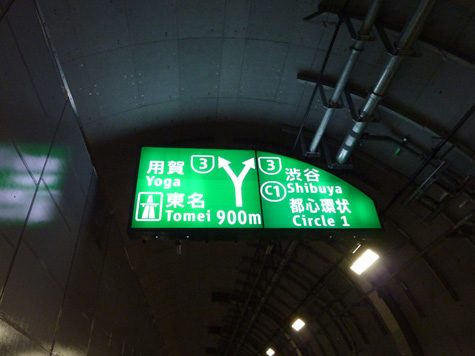 用賀 3
Yoga
東名
Tomei 900m
3 渋谷
Shibuya
C1 都心環状
Circle 1